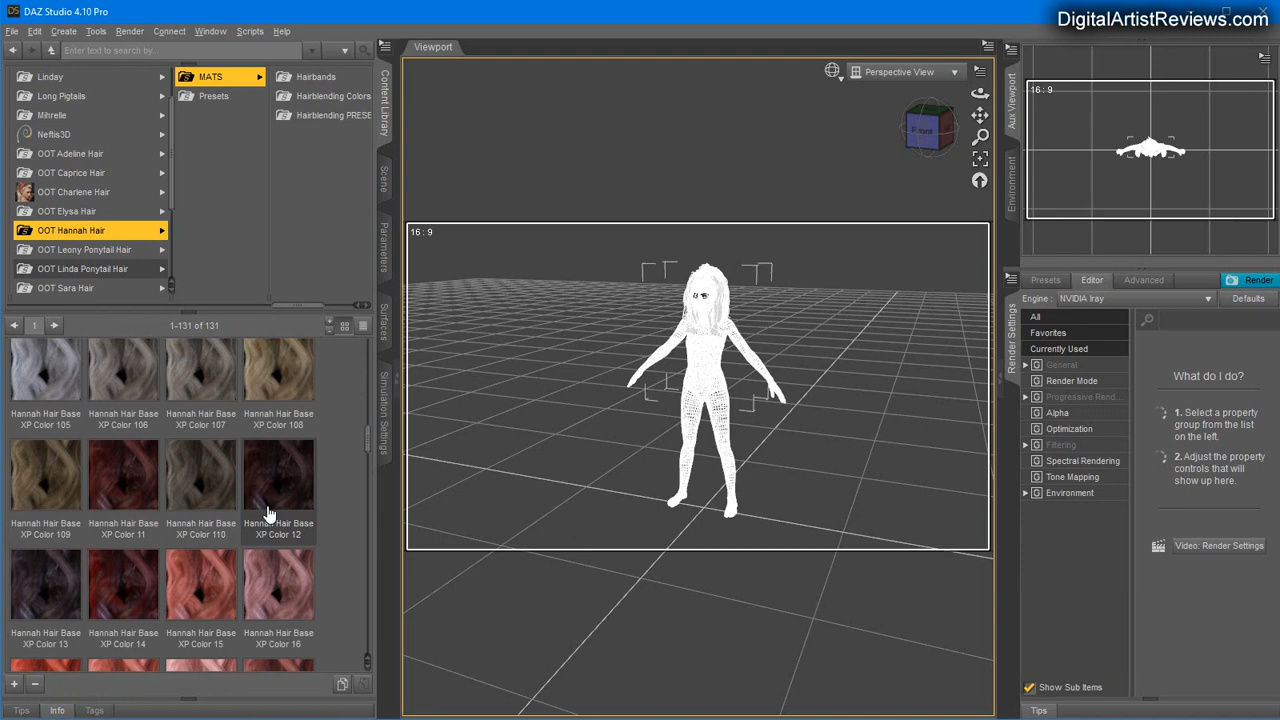 DAZ Studio 4.10 Pro
DigitalArtistReviews.com
File Edit Create Tools Render Connect Window Scripts Help
Enter text to search by...
Viewport
Linday
Long Pigtails
Mihrelle
Neftis3D
OOT Adeline Hair
OOT Caprice Hair
OOT Charlene Hair
OOT Elysa Hair
OOT Hannah Hair
OOT Leony Ponytail Hair
OOT Linda Ponytail Hair
OOT Sara Hair
MATS
Presets
Hairbands
Hairblending Colors
Hairblending PRESE
1
1-131 of 131
Hannah Hair Base XP Color 105
Hannah Hair Base XP Color 106
Hannah Hair Base XP Color 107
Hannah Hair Base XP Color 108
Hannah Hair Base XP Color 109
Hannah Hair Base XP Color 11
Hannah Hair Base XP Color 110
Hannah Hair Base XP Color 12
Hannah Hair Base XP Color 13
Hannah Hair Base XP Color 14
Hannah Hair Base XP Color 15
Hannah Hair Base XP Color 16
Tips Info Tags
Content Library
Scene
Parameters
Surfaces
Simulation Settings
Perspective View
Front
16 : 9
Aux Viewport
Environment
16 : 9
Render Settings
Presets Editor Advanced Render
Engine : NVIDIA Iray Defaults
All
Favorites
Currently Used
General
Render Mode
Progressive Rend...
Alpha
Optimization
Filtering
Spectral Rendering
Tone Mapping
Environment
What do I do?
1. Select a property
group from the list
on the left.
2. Adjust the property
controls that will
show up here.
Video: Render Settings
Show Sub Items
Tips